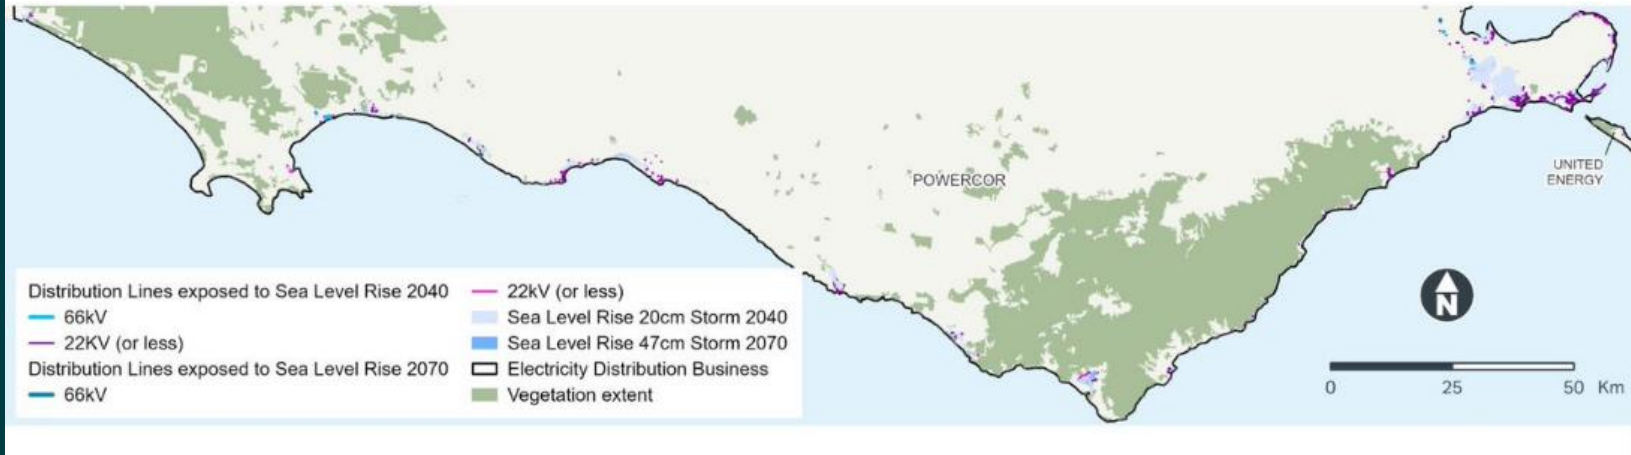 POWERCOR
UNITED
ENERGY
Distribution Lines exposed to Sea Level Rise 2040
66kV
22KV (or less)
Distribution Lines exposed to Sea Level Rise 2070
66kV
22kV (or less)
Sea Level Rise 20cm Storm 2040
Sea Level Rise 47cm Storm 2070
Electricity Distribution Business
Vegetation extent
N
0 25 50 Km